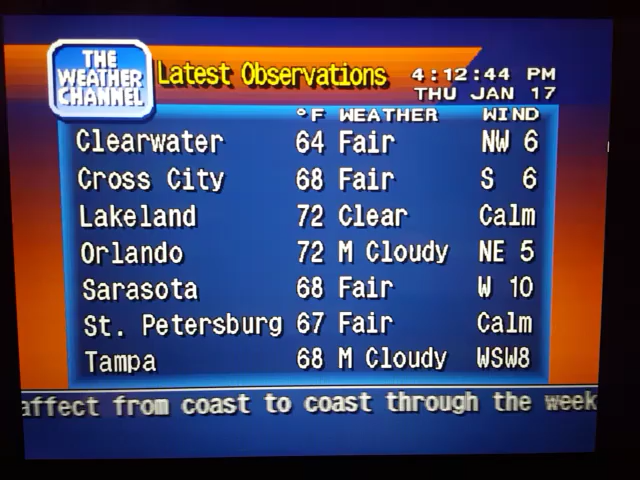 THE
WEATHER
CHANNEL
Latest Observations
4:12:44 PM
THU JAN 17
°F WEATHER WIND
Clearwater 64 Fair NW 6
Cross City 68 Fair S 6
Lakeland 72 Clear Calm
Orlando 72 M Cloudy NE 5
Sarasota 68 Fair W 10
St. Petersburg 67 Fair Calm
Tampa 68 M Cloudy WSW8
affect from coast to coast through the week